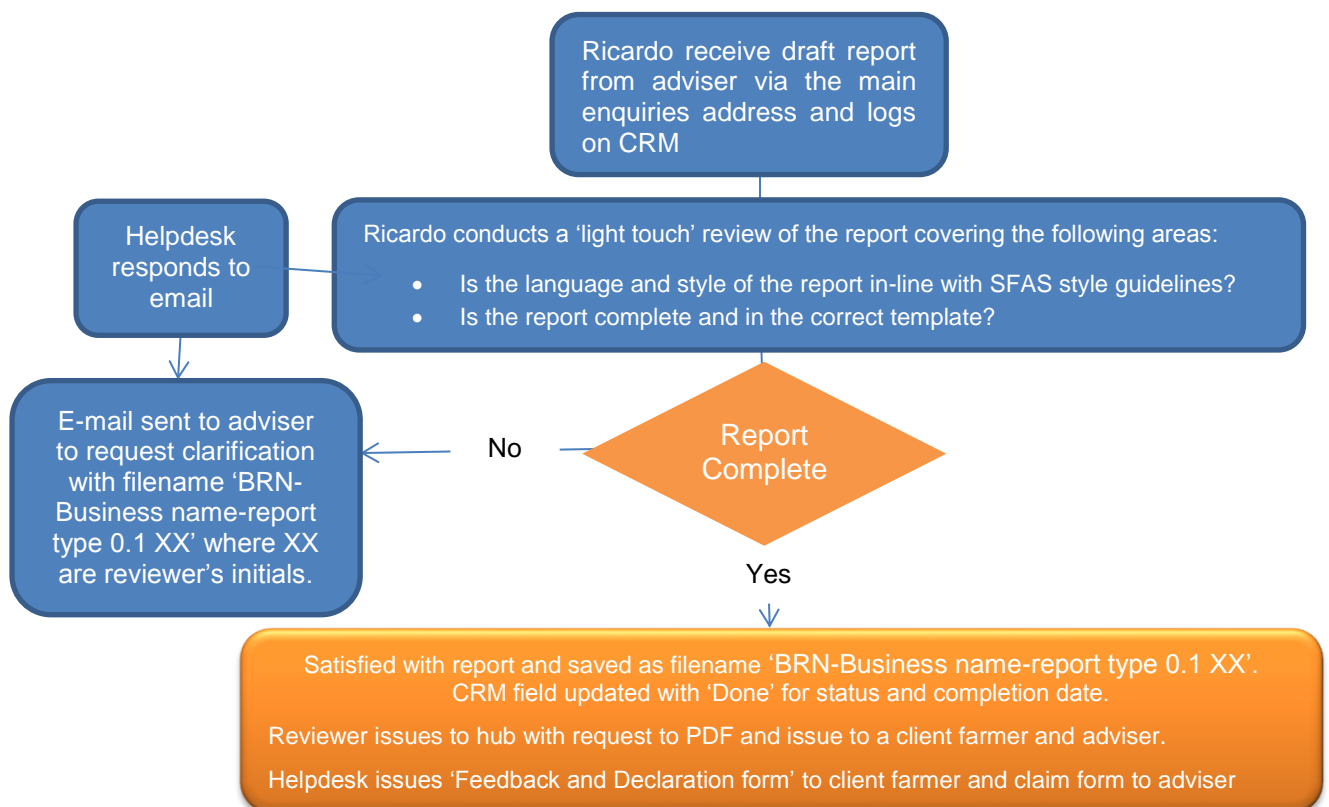 Ricardo receive draft report
from adviser via the main
enquiries address and logs
on CRM
Helpdesk
responds to
email
Ricardo conducts a ‘light touch’ review of the report covering the following areas:
• Is the language and style of the report in-line with SFAS style guidelines?
• Is the report complete and in the correct template?
E-mail sent to adviser
to request clarification
with filename ‘BRN-
Business name-report
type 0.1 XX’ where XX
are reviewer’s initials.
No
Report
Complete
Yes
Satisfied with report and saved as filename ‘BRN-Business name-report type 0.1 XX’.
CRM field updated with ‘Done’ for status and completion date.
Reviewer issues to hub with request to PDF and issue to a client farmer and adviser.
Helpdesk issues ‘Feedback and Declaration form’ to client farmer and claim form to adviser